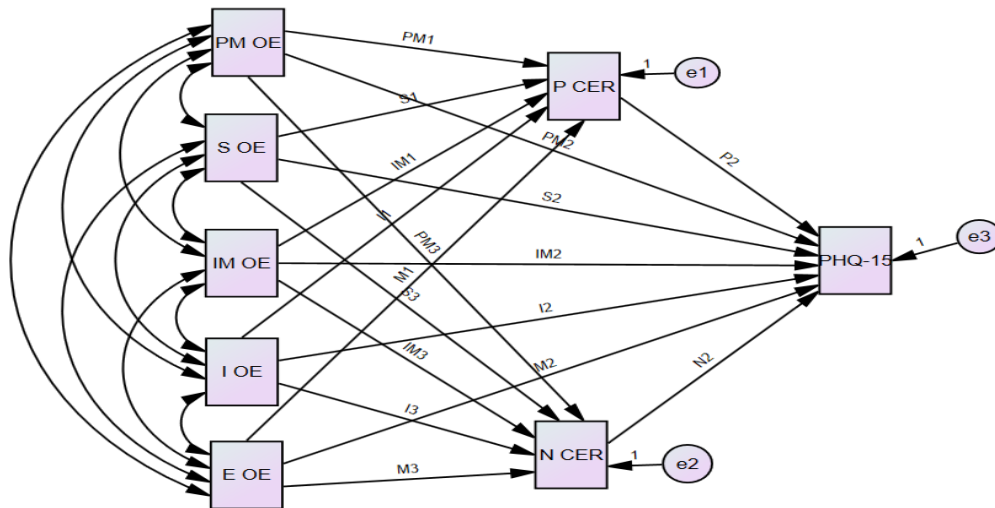 PM OE
PM1
P CER
1
e1
S OE
S1
PM2
P2
IM1
S2
I1
PM3
IM OE
IM2
PHQ-15
1
e3
M1
S3
I2
I OE
IM3
M2
N2
I3
E OE
M3
N CER
1
e2